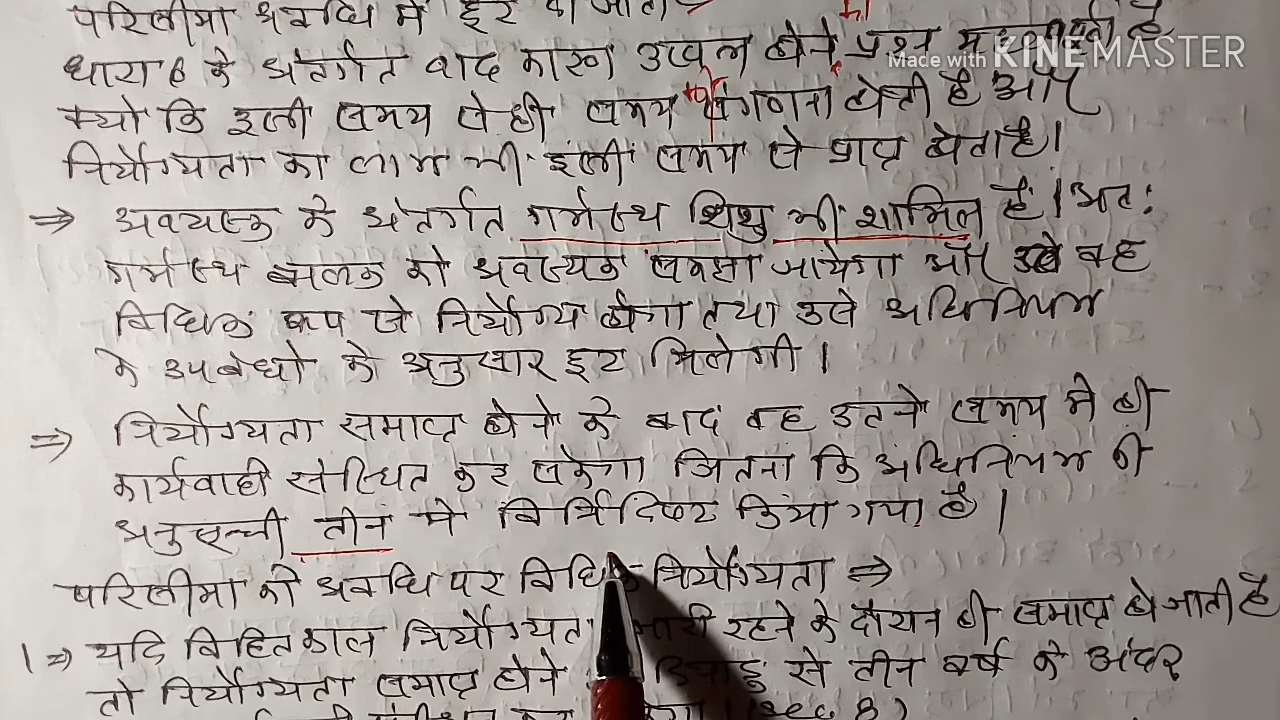 परिसीमा अवधि में छूट दी जाती
का
धारा 6 के अंतर्गत वाद कारण उत्पन्न होने प्रश्न महत्वपूर्ण है
Made with KINEMASTER
क्यो कि इसी समय से ही समय की संगणना होती है और
निर्योग्यता का लाभ भी इसी समय से प्राप्त होता है।
⇒ अवयस्क के अंतर्गत गर्भस्थ शिशु भी शामिल है। अतः
गर्भस्थ बालक को अवयस्क समझा जायेगा और वह
विधिक रूप से निर्योग्य होगा तथा उसे अधिनियम
के उपबंधो के अनुसार छूट मिलेगी।
⇒ निर्योग्यता समाप्त होने के बाद वह उतने समय मे ही
कार्यवाही संस्थित कर सकेगा जितना कि अधिनियम की
अनुसूची तीन मे विनिर्दिष्ट किया गया है।
परिसीमा की अवधि पर विधिक निर्योग्यता ⇒
1 ⇒ यदि विहित काल निर्योग्यता जारी रहने के दौरान ही समाप्त हो जाती है
तो निर्योग्यता समाप्त होने से तीन वर्ष के अंदर
(sec 8)